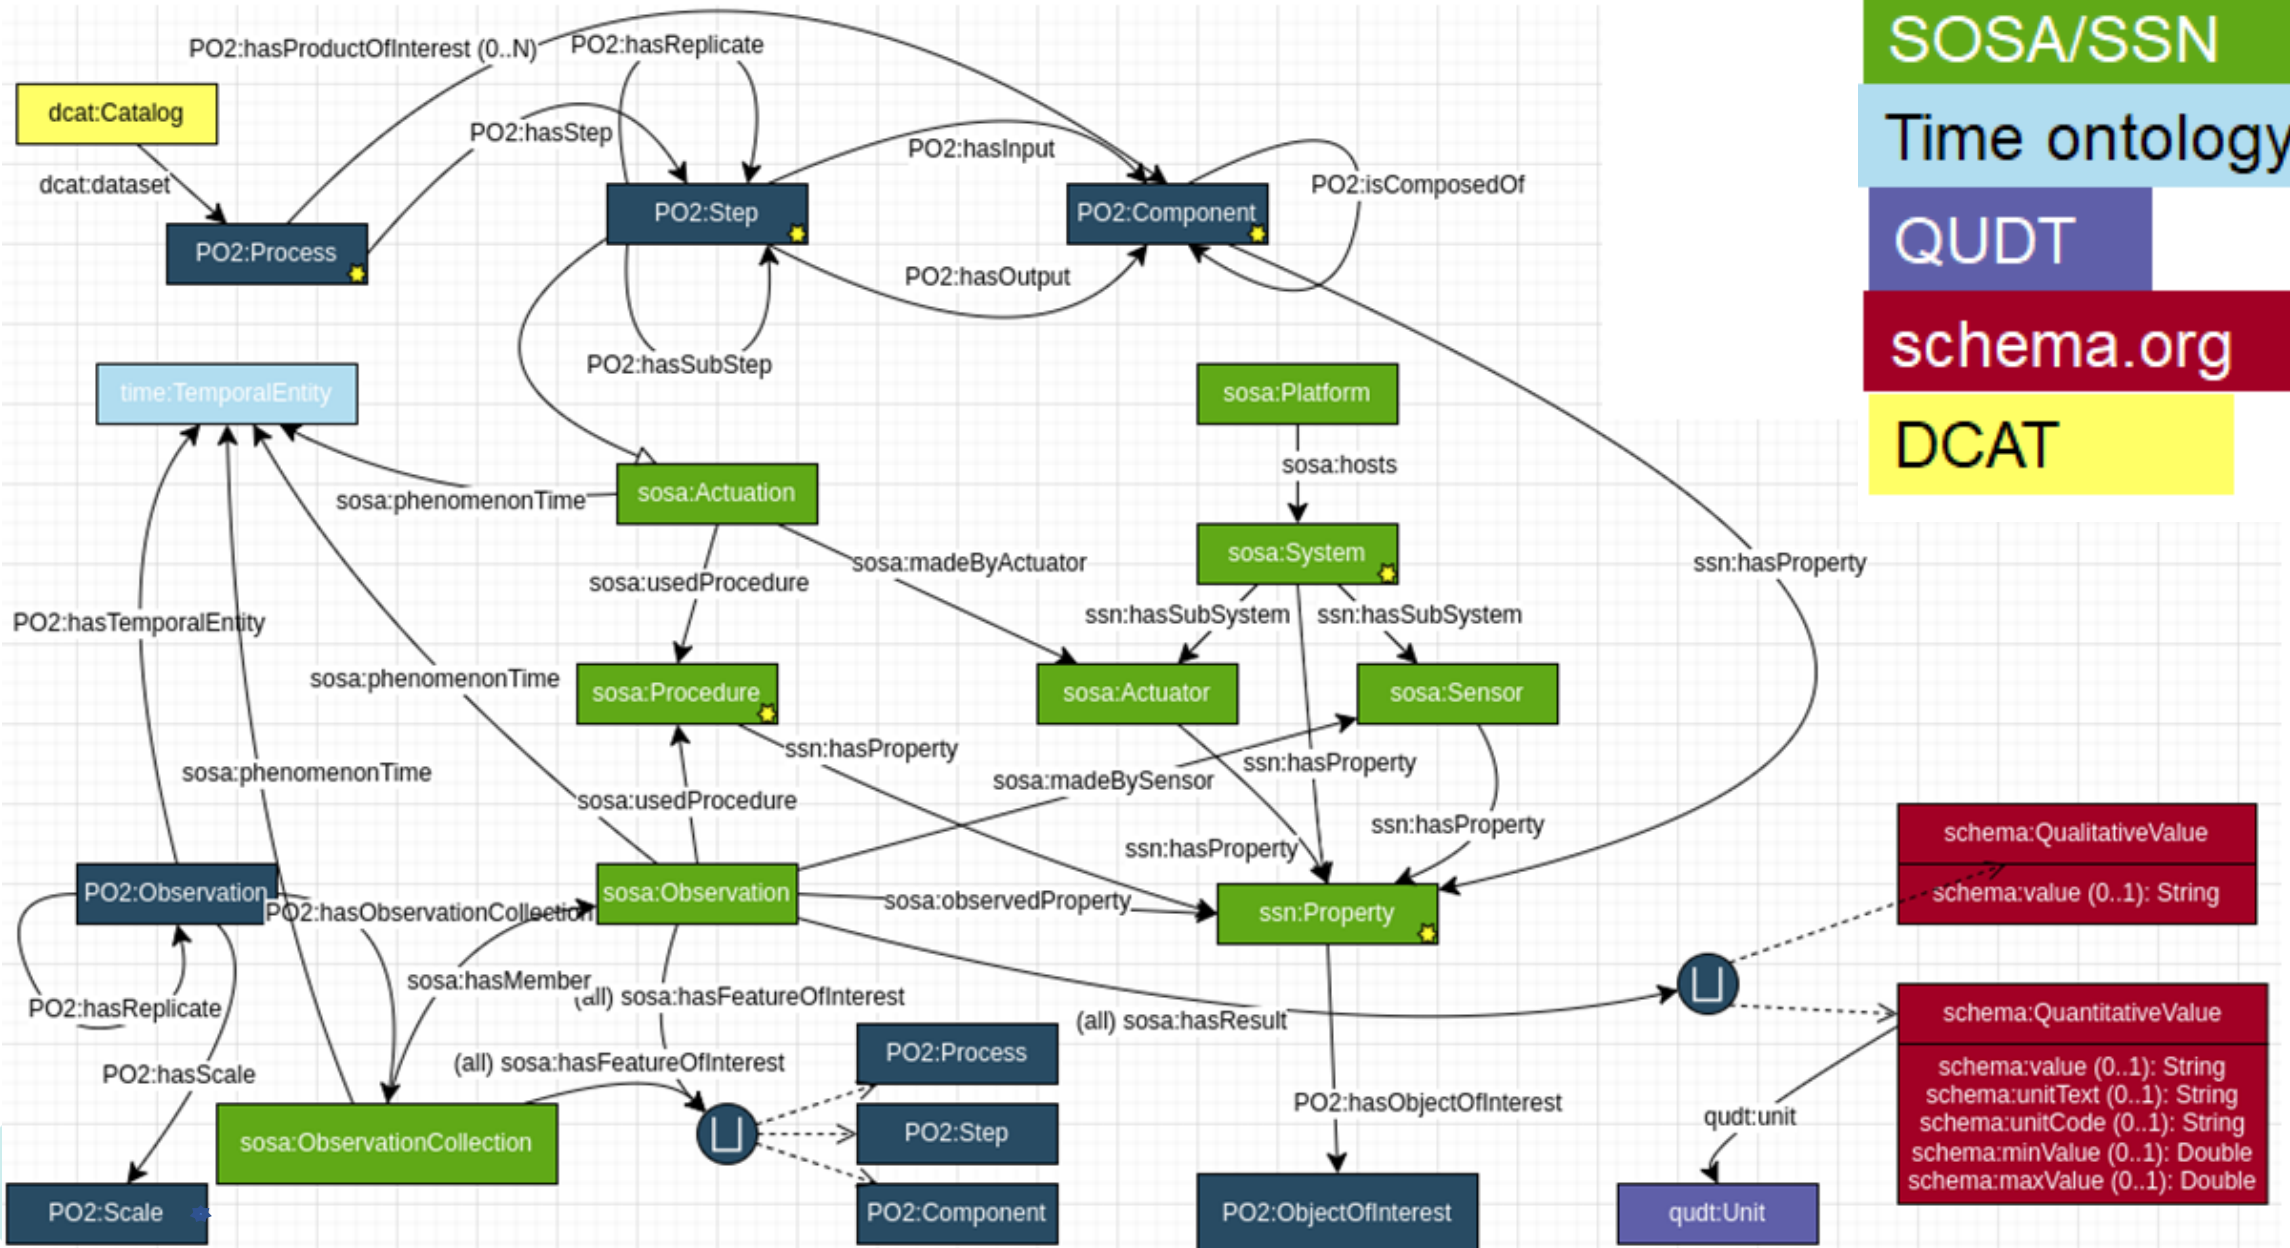 PO2:hasProductOfInterest (0..N)
PO2:hasReplicate
SOSA/SSN
dcat:Catalog
PO2:hasStep
PO2:hasInput
Time ontology
dcat:dataset
PO2:isComposedOf
PO2:Step
PO2:Component
PO2:Process
QUDT
PO2:hasOutput
schema.org
PO2:hasSubStep
time:TemporalEntity
sosa:Platform
DCAT
sosa:hosts
sosa:phenomenonTime
sosa:Actuation
sosa:madeByActuator
sosa:System
ssn:hasProperty
sosa:usedProcedure
PO2:hasTemporalEntity
ssn:hasSubSystem
ssn:hasSubSystem
sosa:phenomenonTime
sosa:Procedure
sosa:Actuator
sosa:Sensor
ssn:hasProperty
sosa:phenomenonTime
sosa:madeBySensor
ssn:hasProperty
sosa:usedProcedure
ssn:hasProperty
ssn:hasProperty
schema:QualitativeValue
schema:value (0..1): String
PO2:Observation
sosa:Observation
PO2:hasObservationCollection
sosa:observedProperty
ssn:Property
sosa:hasMember
(all) sosa:hasFeatureOfInterest
PO2:hasReplicate
(all) sosa:hasResult
schema:QuantitativeValue
schema:value (0..1): String
schema:unitText (0..1): String
schema:unitCode (0..1): String
schema:minValue (0..1): Double
schema:maxValue (0..1): Double
PO2:hasScale
(all) sosa:hasFeatureOfInterest
PO2:Process
PO2:hasObjectOfInterest
qudt:unit
sosa:ObservationCollection
PO2:Step
PO2:Scale
PO2:Component
PO2:ObjectOfInterest
qudt:Unit